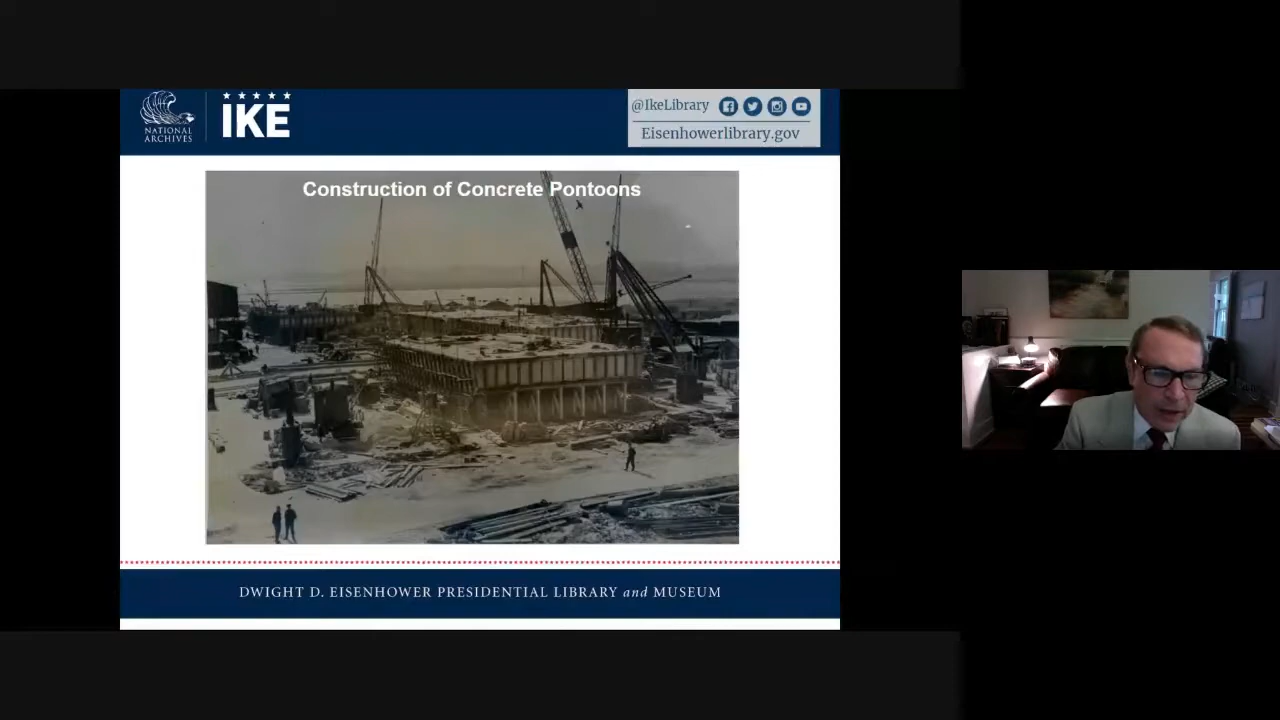 NATIONAL
ARCHIVES
IKE
@IkeLibrary
Eisenhowerlibrary.gov
Construction of Concrete Pontoons
DWIGHT D. EISENHOWER PRESIDENTIAL LIBRARY and MUSEUM